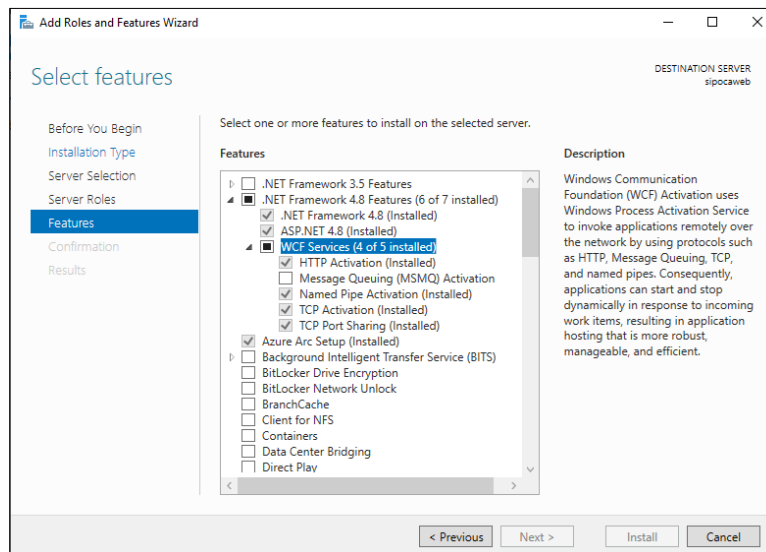 Add Roles and Features Wizard
Select features
DESTINATION SERVER
sipocaweb
Before You Begin
Installation Type
Server Selection
Server Roles
Features
Confirmation
Results
Select one or more features to install on the selected server.
Features
.NET Framework 3.5 Features
.NET Framework 4.8 Features (6 of 7 installed)
.NET Framework 4.8 (Installed)
ASP.NET 4.8 (Installed)
WCF Services (4 of 5 installed)
HTTP Activation (Installed)
Message Queuing (MSMQ) Activation
Named Pipe Activation (Installed)
TCP Activation (Installed)
TCP Port Sharing (Installed)
Azure Arc Setup (Installed)
Background Intelligent Transfer Service (BITS)
BitLocker Drive Encryption
BitLocker Network Unlock
BranchCache
Client for NFS
Containers
Data Center Bridging
Direct Play
Description
Windows Communication
Foundation (WCF) Activation uses
Windows Process Activation Service
to invoke applications remotely over
the network by using protocols such
as HTTP, Message Queuing, TCP,
and named pipes. Consequently,
applications can start and stop
dynamically in response to incoming
work items, resulting in application
hosting that is more robust,
manageable, and efficient.
< Previous
Next >
Install
Cancel